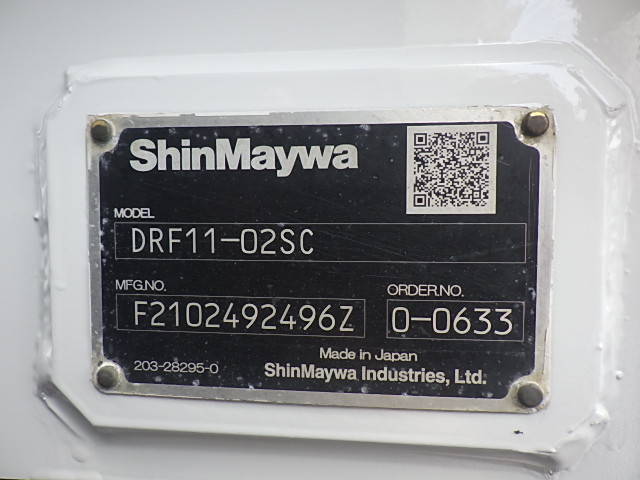 ShinMaywa
MODEL
DRF11-02SC
MFG.NO.
F2102492496Z
ORDER.NO.
0-0633
Made in Japan
203-28295-0
ShinMaywa Industries, Ltd.